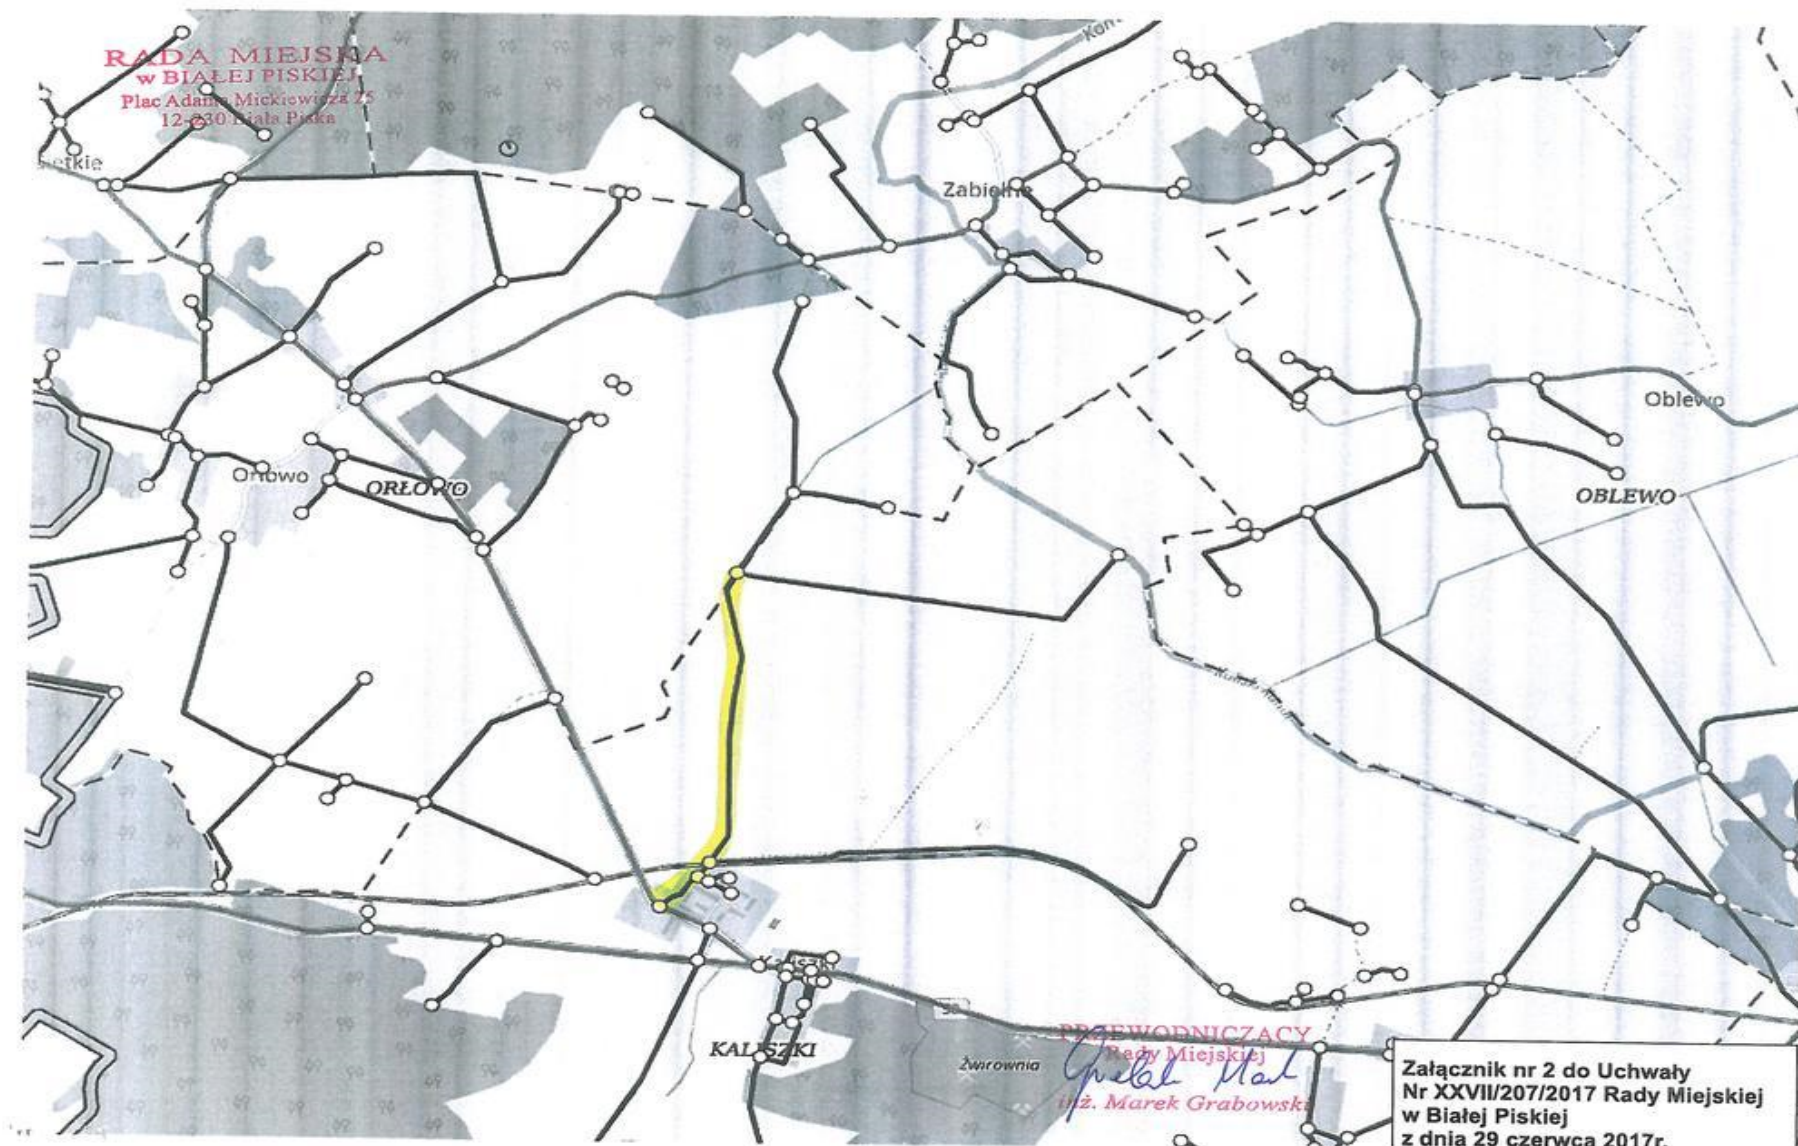 RADA MIEJSKA
w BIAŁEJ PISKIEJ
Plac Adama Mickiewicza 25
12-230 Biała Piska
Zabielne
Oblewo
Orłowo
ORŁOWO
OBLEWO
Kaliszki
KALISZKI
Żwirownia
PRZEWODNICZĄCY
Rady Miejskiej
inż. Marek Grabowski
Załącznik nr 2 do Uchwały
Nr XXVII/207/2017 Rady Miejskiej
w Białej Piskiej
z dnia 29 czerwca 2017r.